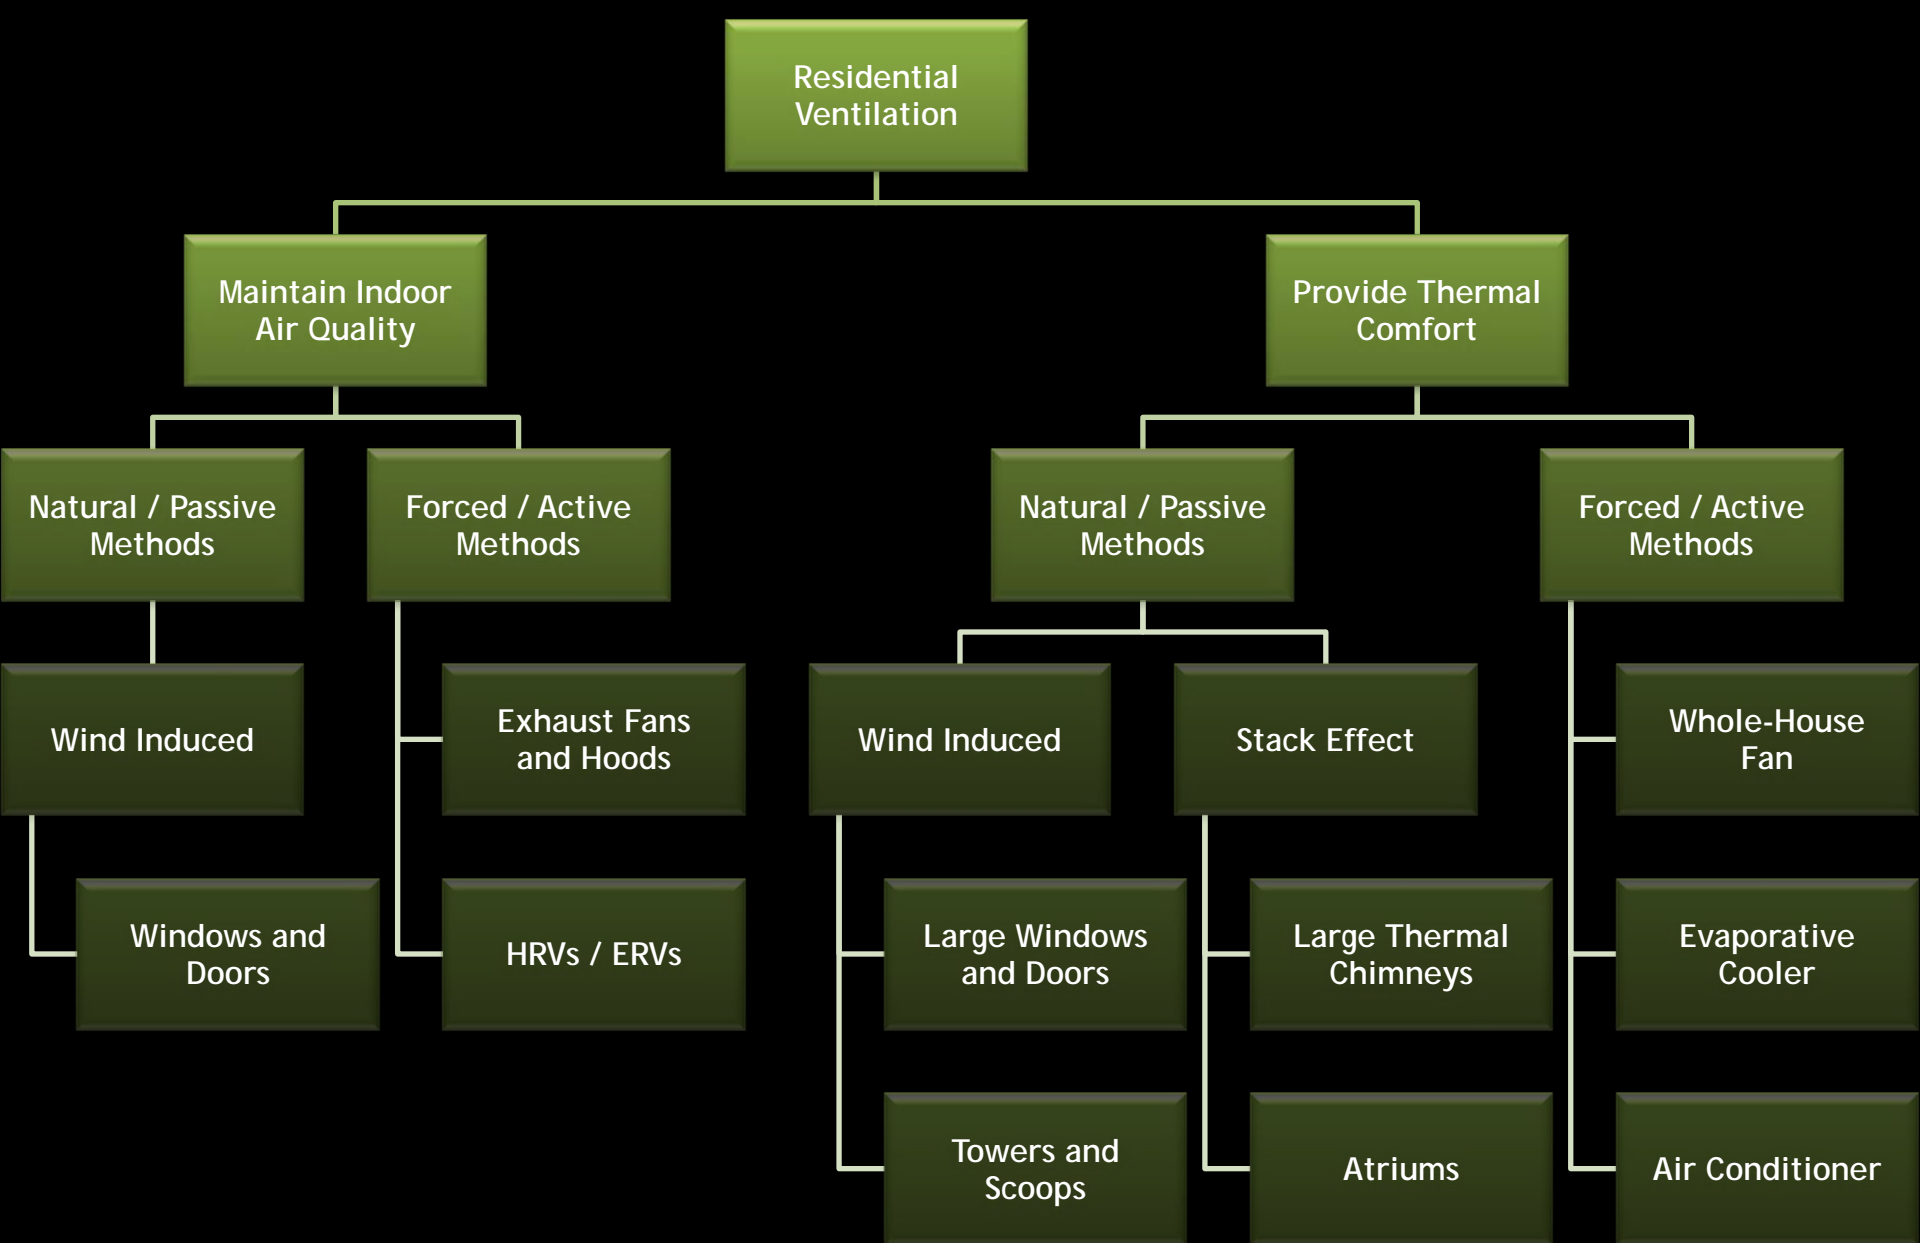 Residential
Ventilation
Maintain Indoor
Air Quality
Provide Thermal
Comfort
Natural / Passive
Methods
Forced / Active
Methods
Natural / Passive
Methods
Forced / Active
Methods
Wind Induced
Exhaust Fans
and Hoods
Wind Induced
Stack Effect
Whole-House
Fan
Windows and
Doors
HRVs / ERVs
Large Windows
and Doors
Large Thermal
Chimneys
Evaporative
Cooler
Towers and
Scoops
Atriums
Air Conditioner